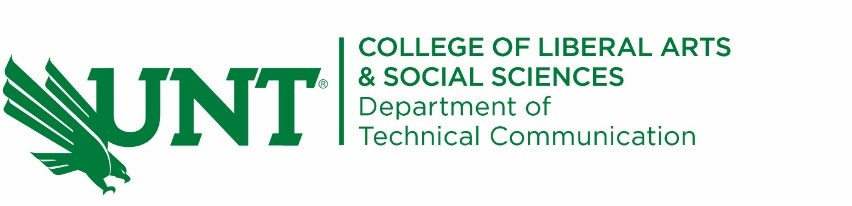 UNT®
COLLEGE OF LIBERAL ARTS
& SOCIAL SCIENCES
Department of
Technical Communication